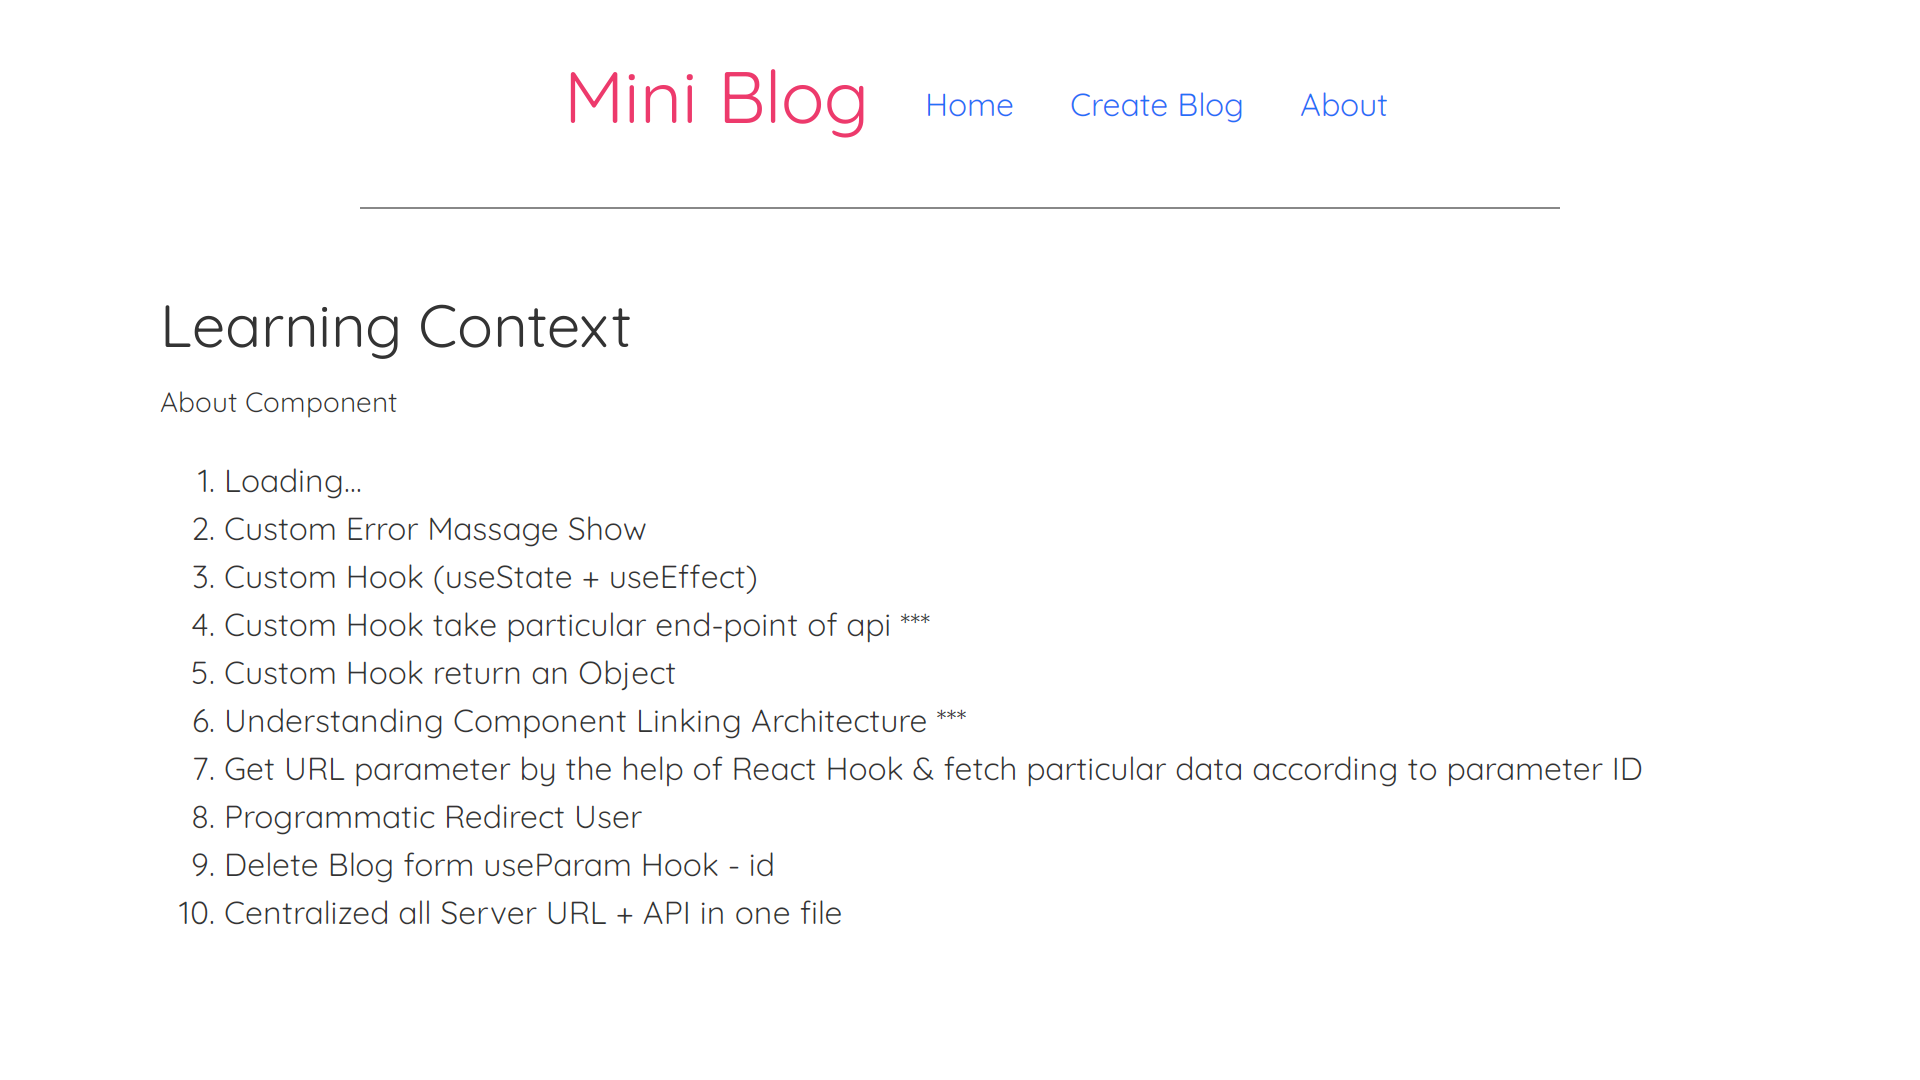 Mini Blog Home Create Blog About
Learning Context
About Component
1. Loading...
2. Custom Error Massage Show
3. Custom Hook (useState + useEffect)
4. Custom Hook take particular end-point of api ***
5. Custom Hook return an Object
6. Understanding Component Linking Architecture ***
7. Get URL parameter by the help of React Hook & fetch particular data according to parameter ID
8. Programmatic Redirect User
9. Delete Blog form useParam Hook - id
10. Centralized all Server URL + API in one file